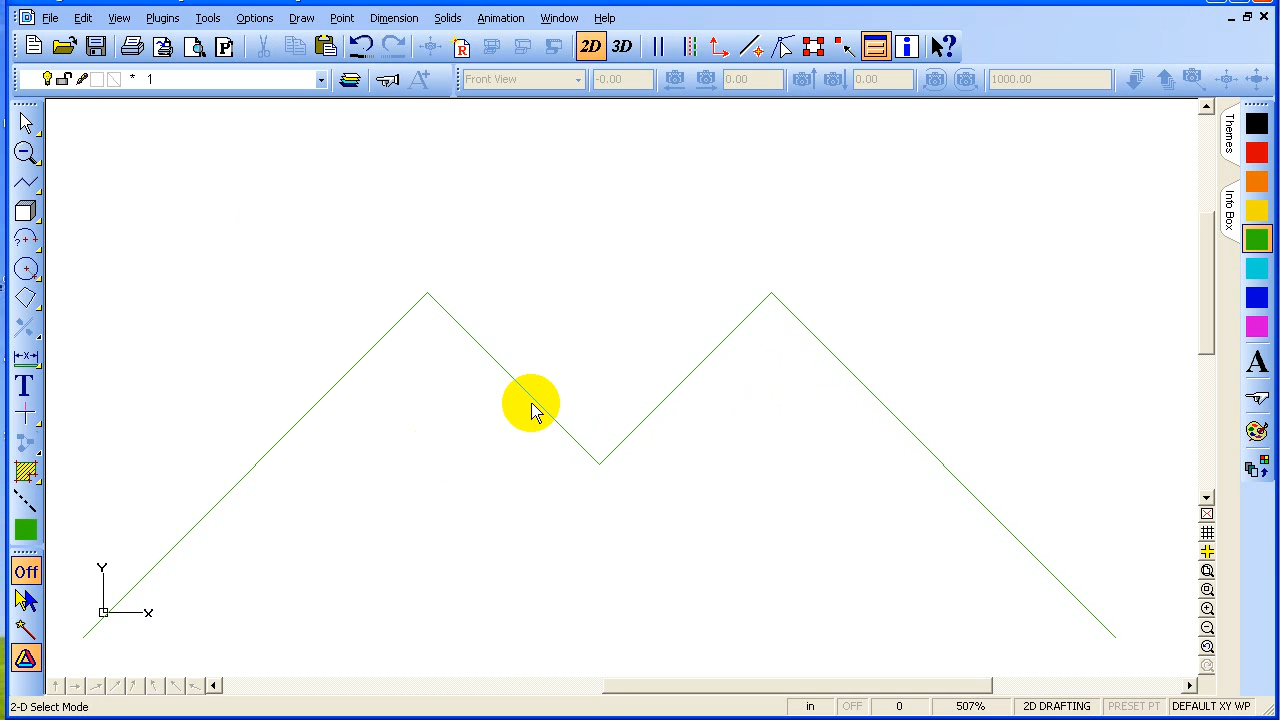 File Edit View Plugins Tools Options Draw Point Dimension Solids Animation Window Help
P R 2D 3D i ?
* 1 A Front View -0.00 0.00 0.00 1000.00
Themes
Info Box
A
x
T
Off
Y
X
2-D Select Mode in OFF 0 507% 2D DRAFTING PRESET PT DEFAULT XY WP